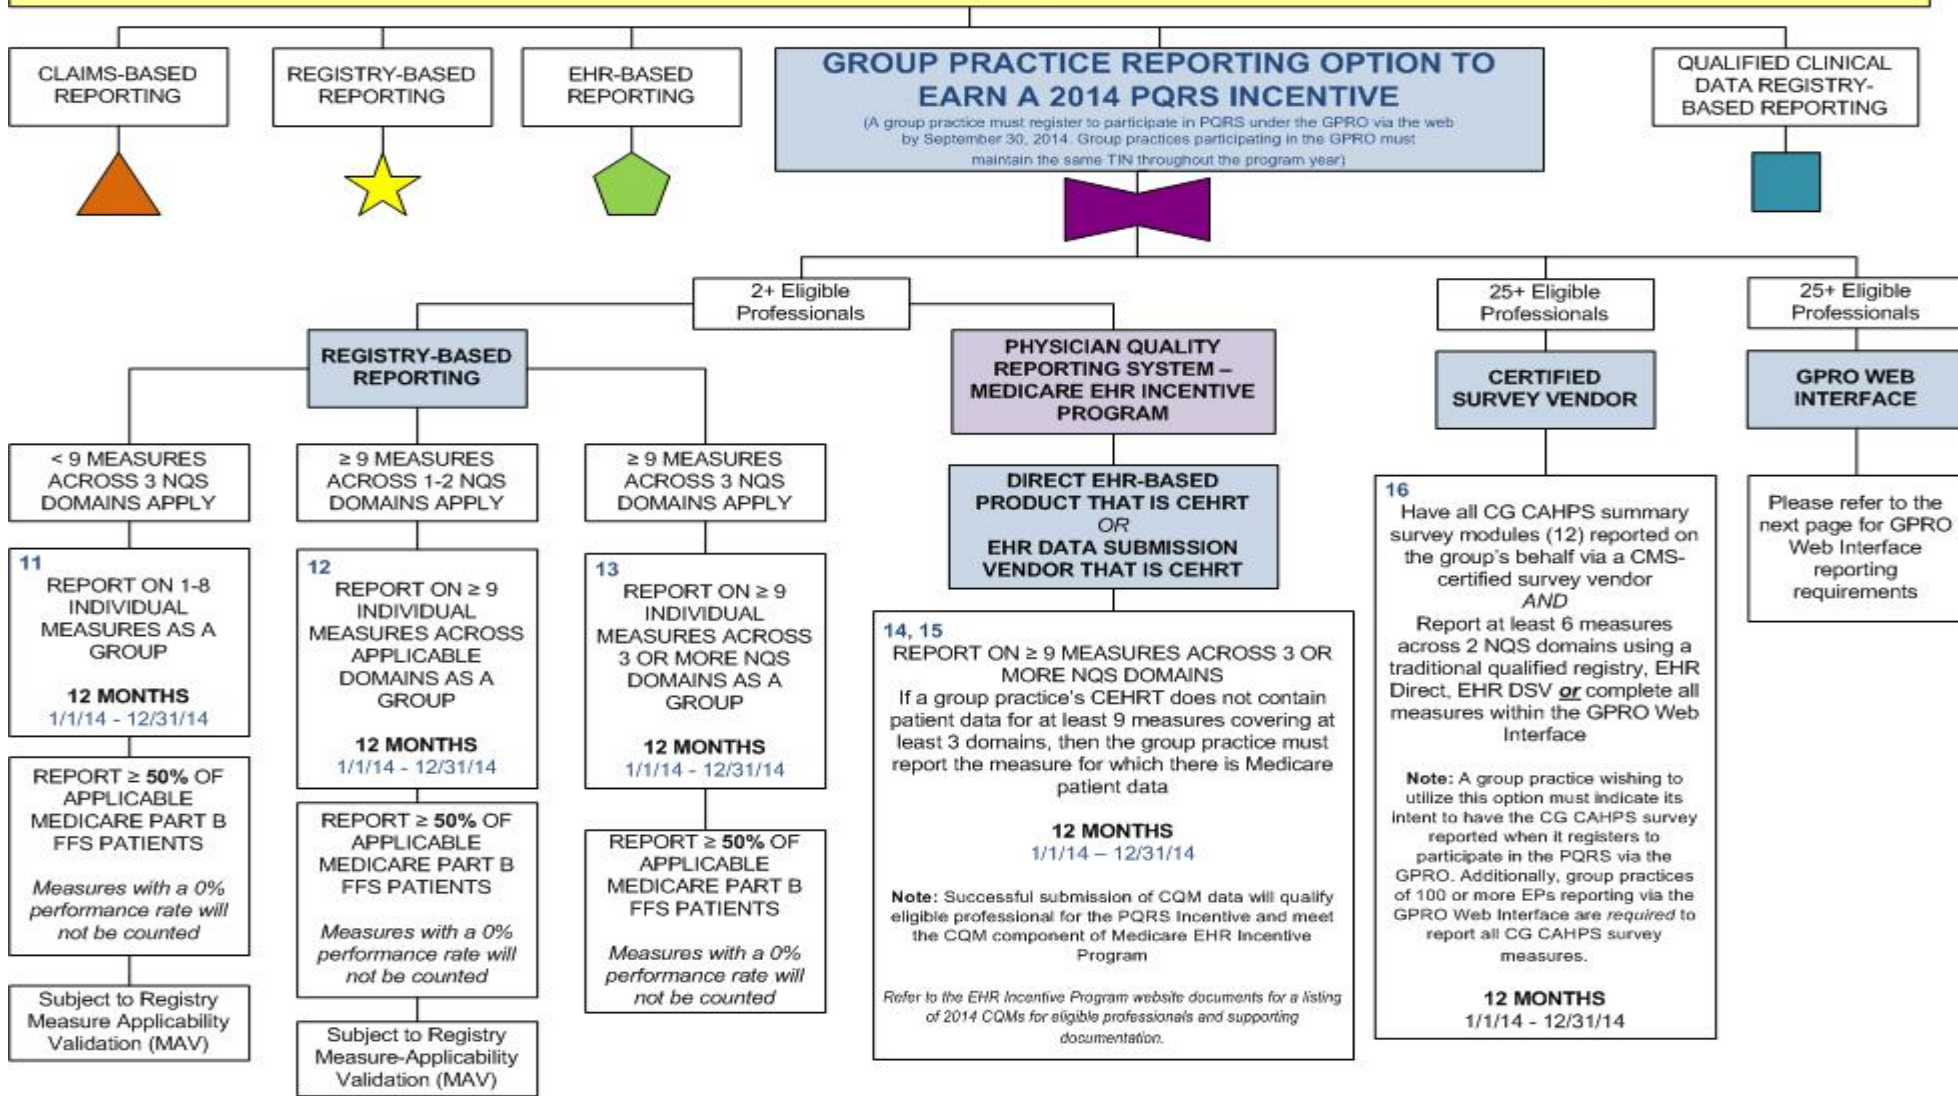 CLAIMS-BASED
REPORTING
REGISTRY-BASED
REPORTING
EHR-BASED
REPORTING
GROUP PRACTICE REPORTING OPTION TO
EARN A 2014 PQRS INCENTIVE
(A group practice must register to participate in PQRS under the GPRO via the web
by September 30, 2014. Group practices participating in the GPRO must
maintain the same TIN throughout the program year)
QUALIFIED CLINICAL
DATA REGISTRY-
BASED REPORTING
2+ Eligible
Professionals
25+ Eligible
Professionals
25+ Eligible
Professionals
REGISTRY-BASED
REPORTING
PHYSICIAN QUALITY
REPORTING SYSTEM –
MEDICARE EHR INCENTIVE
PROGRAM
CERTIFIED
SURVEY VENDOR
GPRO WEB
INTERFACE
< 9 MEASURES
ACROSS 3 NQS
DOMAINS APPLY
≥ 9 MEASURES
ACROSS 1-2 NQS
DOMAINS APPLY
≥ 9 MEASURES
ACROSS 3 NQS
DOMAINS APPLY
DIRECT EHR-BASED
PRODUCT THAT IS CEHRT
OR
EHR DATA SUBMISSION
VENDOR THAT IS CEHRT
11
REPORT ON 1-8
INDIVIDUAL
MEASURES AS A
GROUP
12 MONTHS
1/1/14 - 12/31/14
REPORT ≥ 50% OF
APPLICABLE
MEDICARE PART B
FFS PATIENTS
Measures with a 0%
performance rate will
not be counted
Subject to Registry
Measure Applicability
Validation (MAV)
12
REPORT ON ≥ 9
INDIVIDUAL
MEASURES ACROSS
APPLICABLE
DOMAINS AS A
GROUP
12 MONTHS
1/1/14 - 12/31/14
REPORT ≥ 50% OF
APPLICABLE
MEDICARE PART B
FFS PATIENTS
Measures with a 0%
performance rate will
not be counted
Subject to Registry
Measure-Applicability
Validation (MAV)
13
REPORT ON ≥ 9
INDIVIDUAL
MEASURES ACROSS
3 OR MORE NQS
DOMAINS AS A
GROUP
12 MONTHS
1/1/14 - 12/31/14
REPORT ≥ 50% OF
APPLICABLE
MEDICARE PART B
FFS PATIENTS
Measures with a 0%
performance rate will
not be counted
14, 15
REPORT ON ≥ 9 MEASURES ACROSS 3 OR
MORE NQS DOMAINS
If a group practice's CEHRT does not contain
patient data for at least 9 measures covering at
least 3 domains, then the group practice must
report the measure for which there is Medicare
patient data
12 MONTHS
1/1/14 – 12/31/14
Note: Successful submission of CQM data will qualify
eligible professional for the PQRS Incentive and meet
the CQM component of Medicare EHR Incentive
Program
Refer to the EHR Incentive Program website documents for a listing
of 2014 CQMs for eligible professionals and supporting
documentation.
16
Have all CG CAHPS summary
survey modules (12) reported on
the group's behalf via a CMS-
certified survey vendor
AND
Report at least 6 measures
across 2 NQS domains using a
traditional qualified registry, EHR
Direct, EHR DSV or complete all
measures within the GPRO Web
Interface
Note: A group practice wishing to
utilize this option must indicate its
intent to have the CG CAHPS survey
reported when it registers to
participate in the PQRS via the
GPRO. Additionally, group practices
of 100 or more EPs reporting via the
GPRO Web Interface are required to
report all CG CAHPS survey
measures.
12 MONTHS
1/1/14 - 12/31/14
Please refer to the
next page for GPRO
Web Interface
reporting
requirements